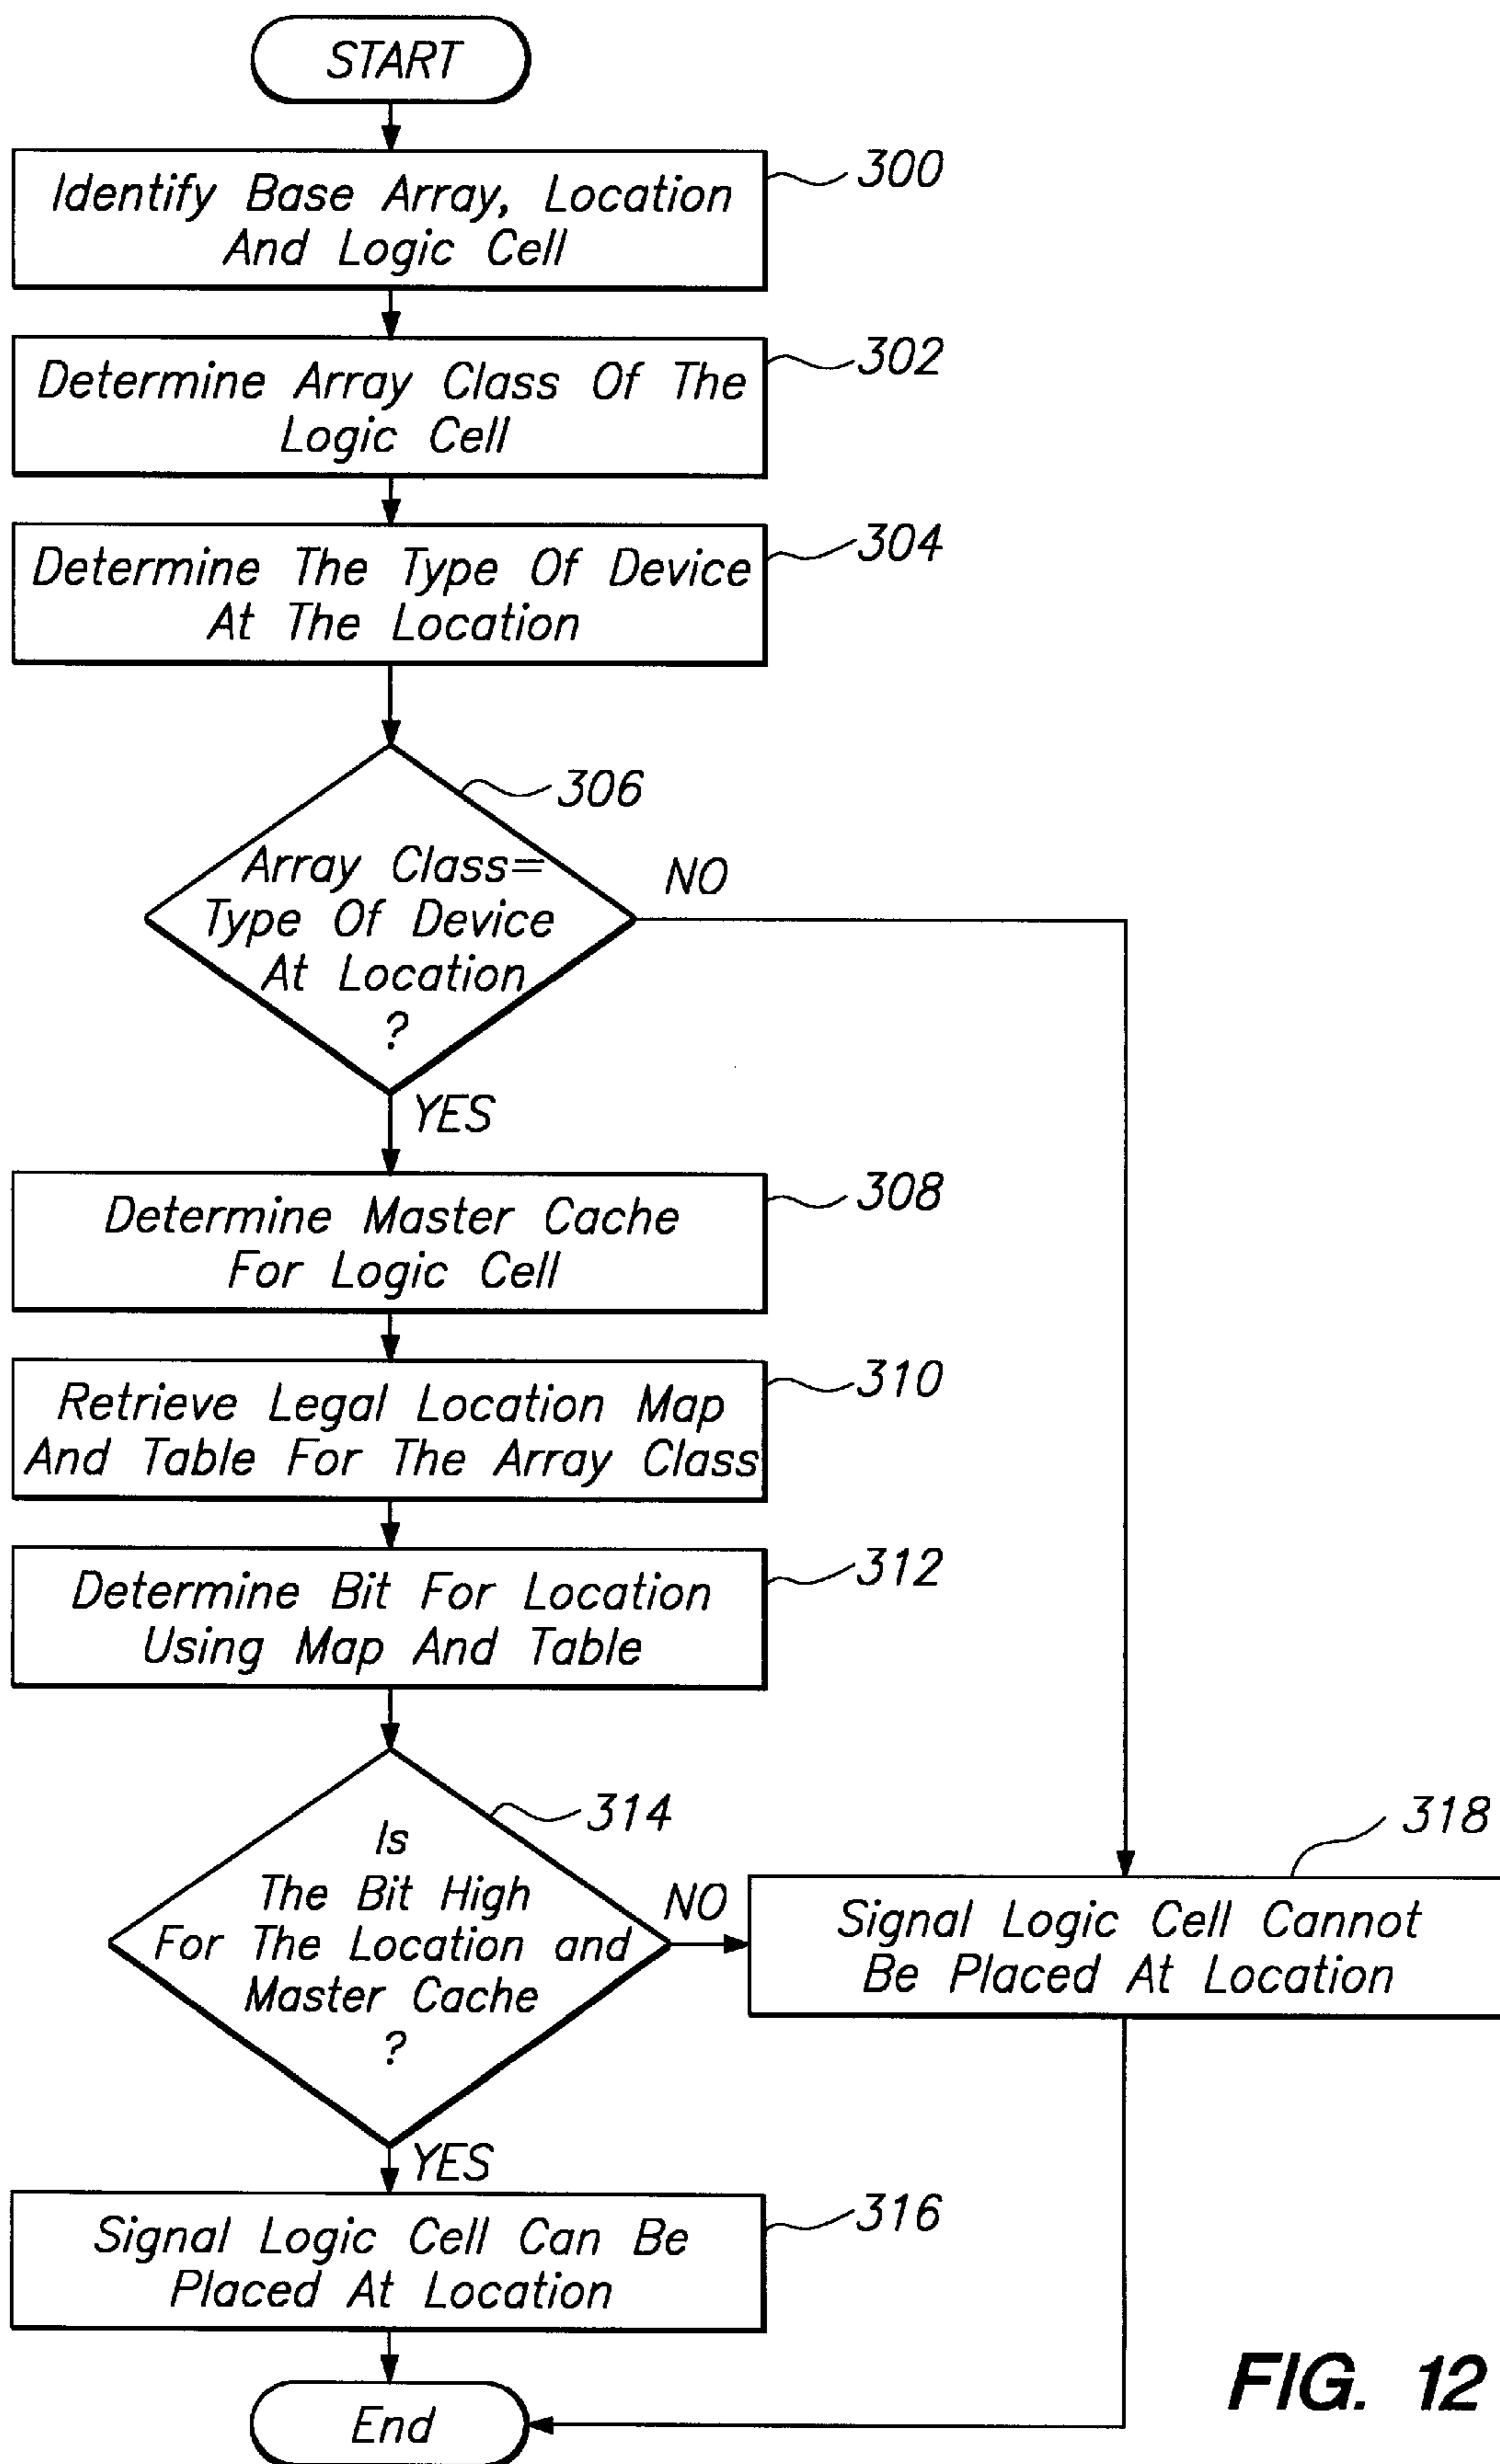 START
Identify Base Array, Location
And Logic Cell
300
Determine Array Class Of The
Logic Cell
302
Determine The Type Of Device
At The Location
304
306
Array Class=
Type Of Device
At Location
?
NO
YES
Determine Master Cache
For Logic Cell
308
Retrieve Legal Location Map
And Table For The Array Class
310
Determine Bit For Location
Using Map And Table
312
314
Is
The Bit High
For The Location and
Master Cache
?
NO
YES
318
Signal Logic Cell Cannot
Be Placed At Location
Signal Logic Cell Can Be
Placed At Location
316
End
FIG. 12